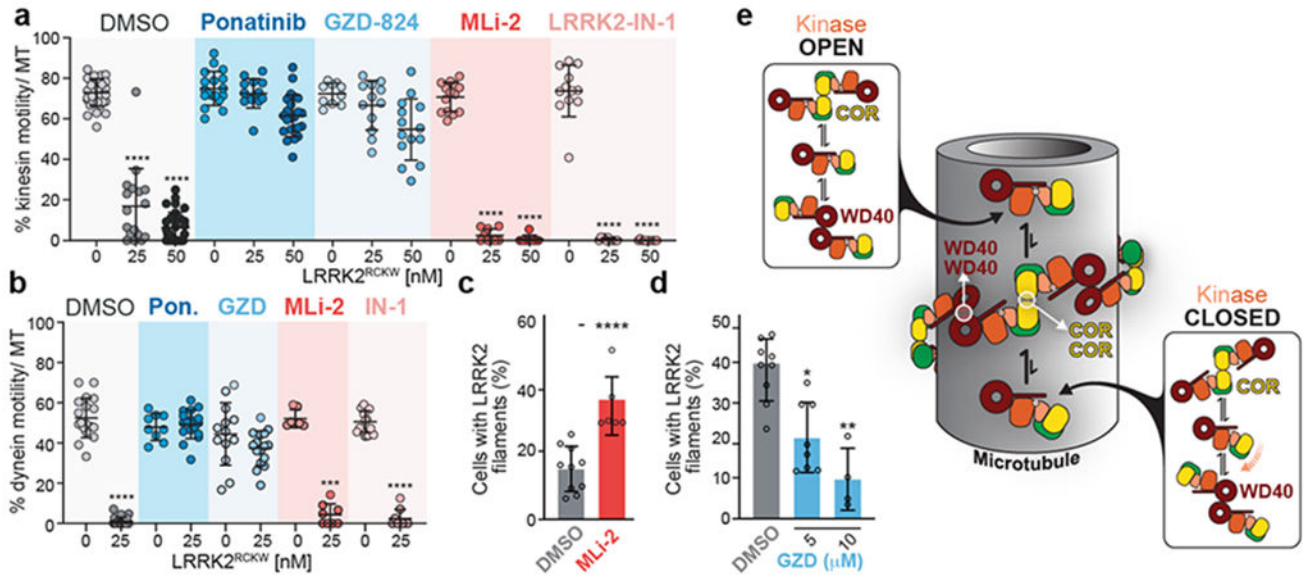 a
DMSO Ponatinib GZD-824 MLi-2 LRRK2-IN-1
% kinesin motility/ MT
100
80
60
40
20
0
**** **** **** **** **** ****
0 25 50 0 25 50 0 25 50 0 25 50 0 25 50
LRRK2RCKW [nM]
b
DMSO Pon. GZD MLi-2 IN-1
% dynein motility/ MT
100
80
60
40
20
0
**** *** ****
0 25 0 25 0 25 0 25 0 25
LRRK2RCKW [nM]
c
Cells with LRRK2
filaments (%)
60
40
20
0
- ****
DMSO
MLi-2
d
Cells with LRRK2
filaments (%)
50
40
30
20
10
0
* **
DMSO
5 10
GZD (μM)
e
Kinase
OPEN
COR
WD40
WD40
WD40
COR
COR
Microtubule
Kinase
CLOSED
COR
WD40